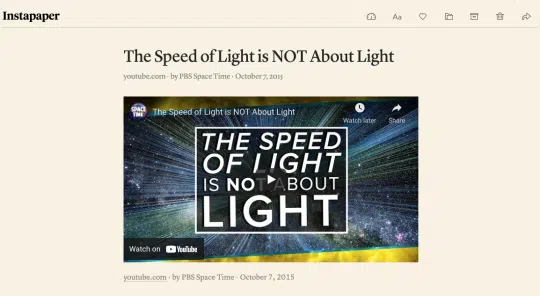 Instapaper
Aa
The Speed of Light is NOT About Light
youtube.com · by PBS Space Time · October 7, 2015
SPACE TIME
The Speed of Light is NOT About Light
Watch later
Share
THE SPEED
OF LIGHT
IS NOT ABOUT
LIGHT
Watch on YouTube
youtube.com · by PBS Space Time · October 7, 2015